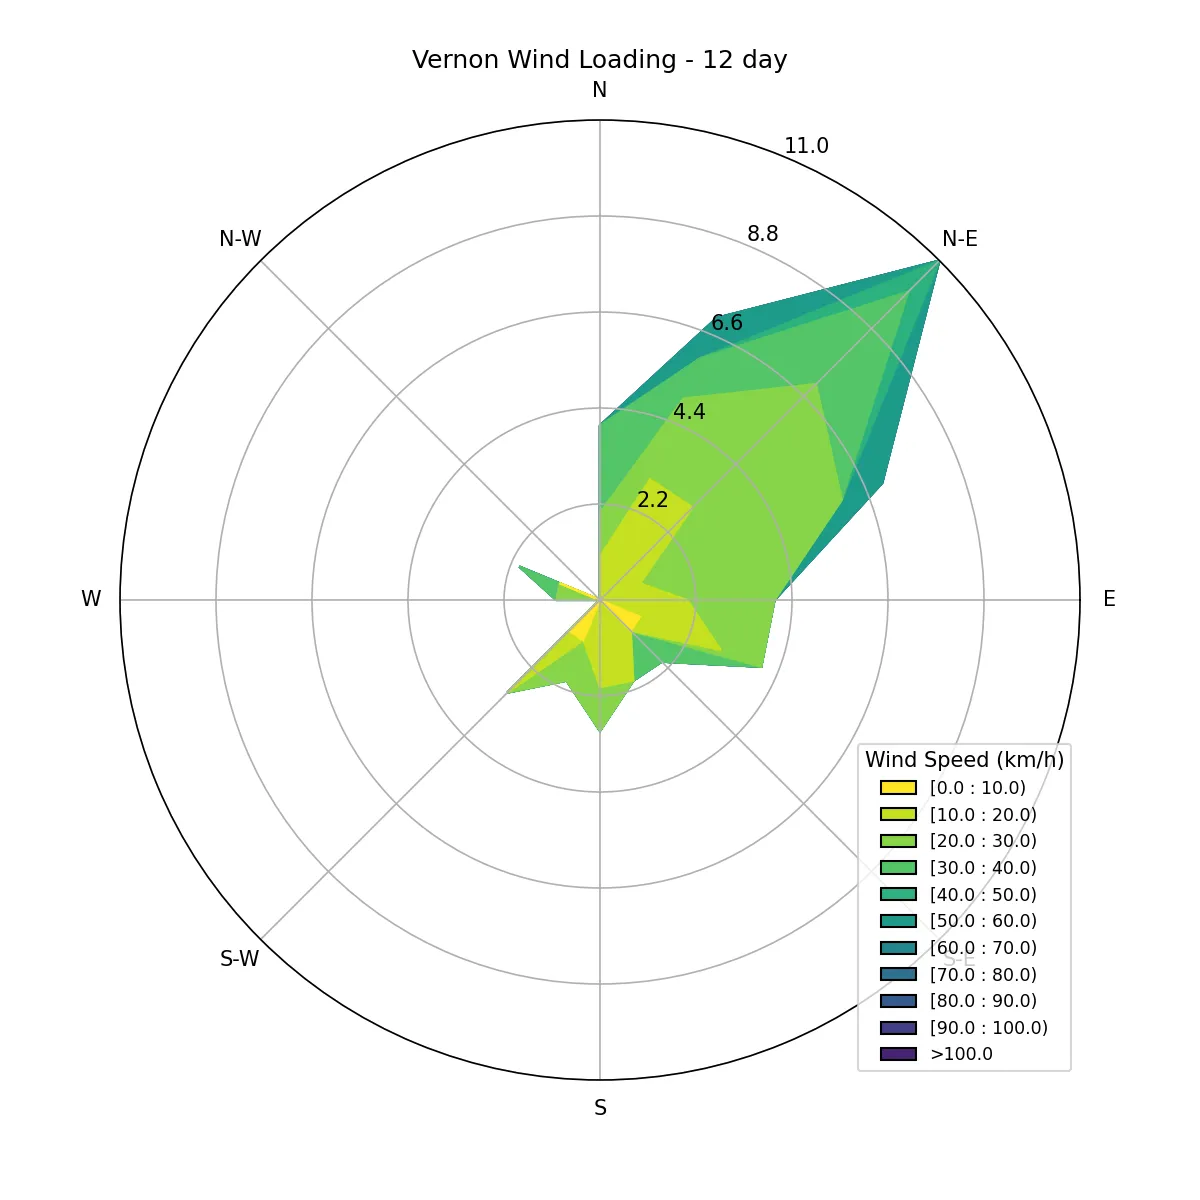 Vernon Wind Loading - 12 day
N
11.0
8.8
N-W
N-E
6.6
4.4
2.2
W
E
Wind Speed (km/h)
[0.0 : 10.0)
[10.0 : 20.0)
[20.0 : 30.0)
[30.0 : 40.0)
[40.0 : 50.0)
[50.0 : 60.0)
[60.0 : 70.0)
[70.0 : 80.0)
[80.0 : 90.0)
[90.0 : 100.0)
>100.0
S-W
S-E
S